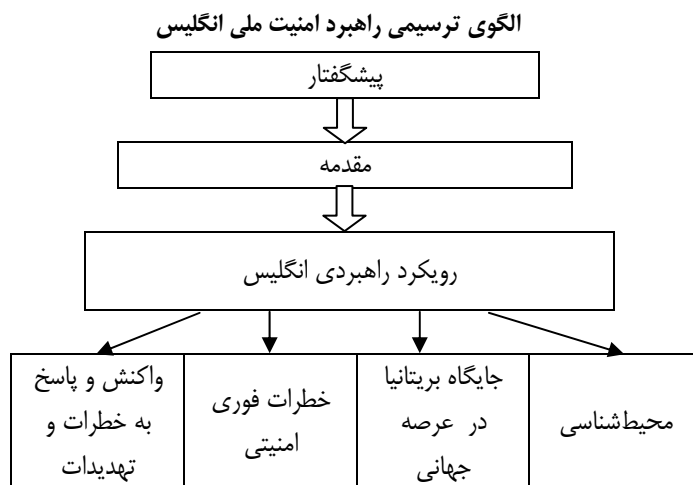 الگوی ترسیمی راهبرد امنیت ملی انگلیس
پیشگفتار
مقدمه
رویکرد راهبردی انگلیس
محیط‌شناسی
جایگاه بریتانیا
در عرصه
جهانی
خطرات فوری
امنیتی
واکنش و پاسخ
به خطرات و
تهدیدات